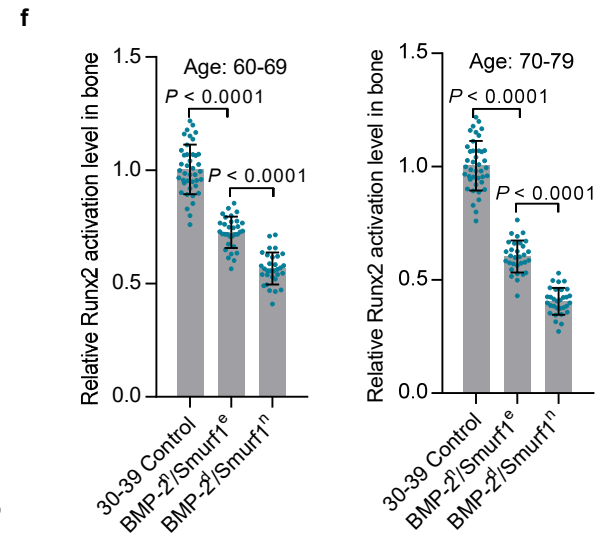 f
Relative Runx2 activation level in bone
1.5
1.0
0.5
0.0
Age: 60-69
P < 0.0001
P < 0.0001
30-39 Control
BMP-2ⁿ/Smurf1ᵉ
BMP-2ᵈ/Smurf1ⁿ
Relative Runx2 activation level in bone
1.5
1.0
0.5
0.0
Age: 70-79
P < 0.0001
P < 0.0001
30-39 Control
BMP-2ⁿ/Smurf1ᵉ
BMP-2ᵈ/Smurf1ⁿ